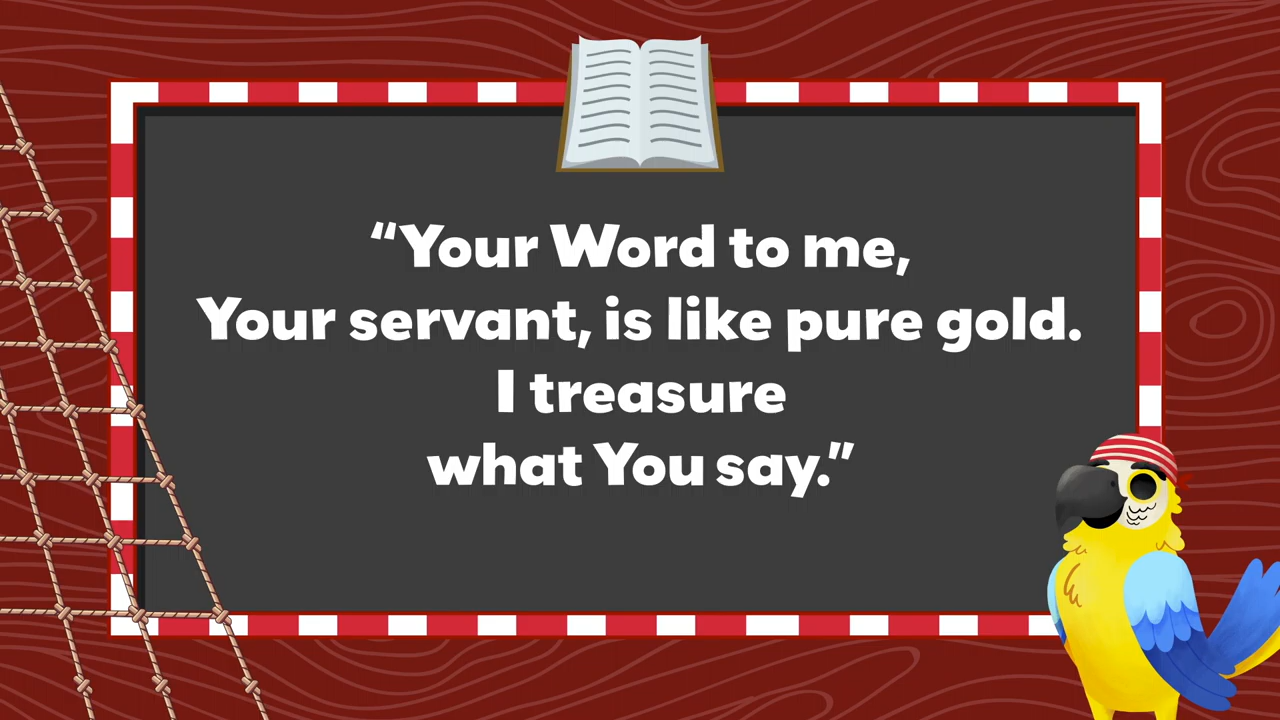 “Your Word to me,
Your servant, is like pure gold.
I treasure
what You say.”